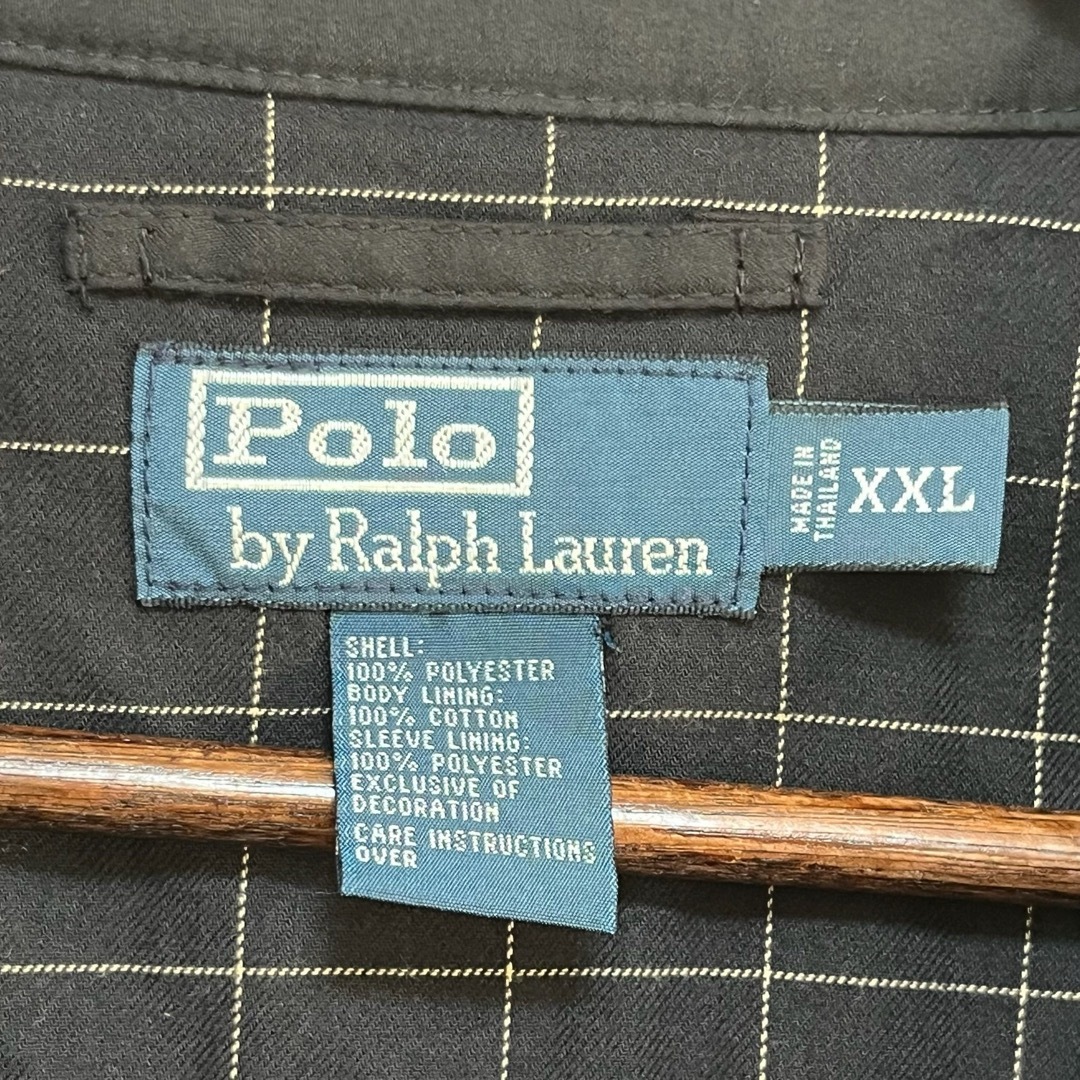 Polo
by Ralph Lauren
MADE IN
THAILAND
XXL
SHELL:
100% POLYESTER
BODY LINING:
100% COTTON
SLEEVE LINING:
100% POLYESTER
EXCLUSIVE OF
DECORATION
CARE INSTRUCTIONS
OVER